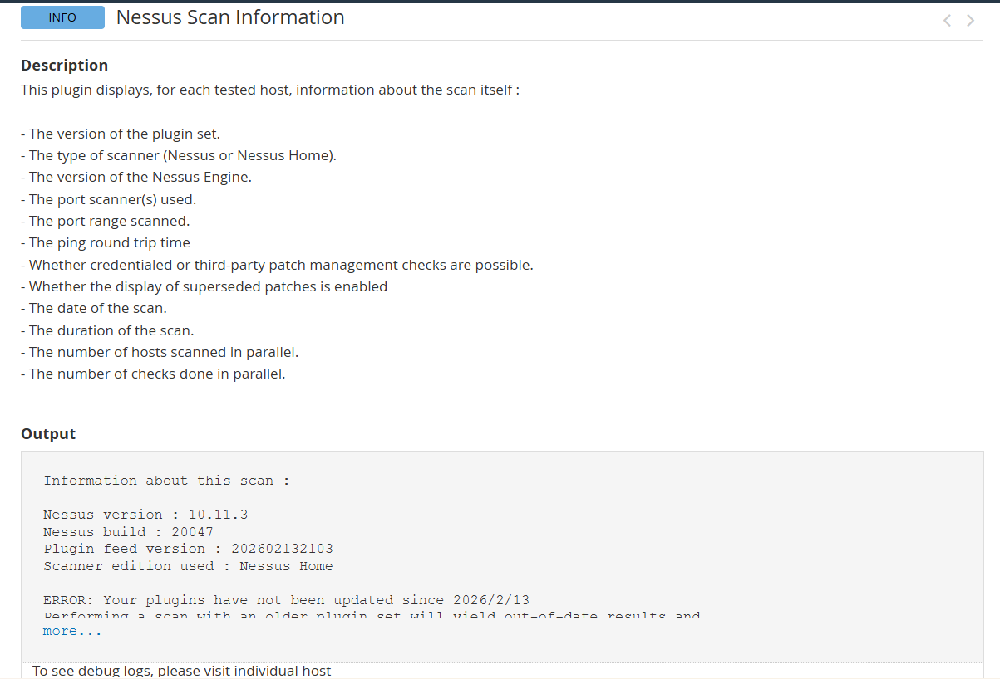 INFO
Nessus Scan Information
Description
This plugin displays, for each tested host, information about the scan itself :
- The version of the plugin set.
- The type of scanner (Nessus or Nessus Home).
- The version of the Nessus Engine.
- The port scanner(s) used.
- The port range scanned.
- The ping round trip time
- Whether credentialed or third-party patch management checks are possible.
- Whether the display of superseded patches is enabled
- The date of the scan.
- The duration of the scan.
- The number of hosts scanned in parallel.
- The number of checks done in parallel.
Output
Information about this scan :
Nessus version : 10.11.3
Nessus build : 20047
Plugin feed version : 202602132103
Scanner edition used : Nessus Home
ERROR: Your plugins have not been updated since 2026/2/13
Performing a scan with an older plugin set will yield out-of-date results and
more...
To see debug logs, please visit individual host